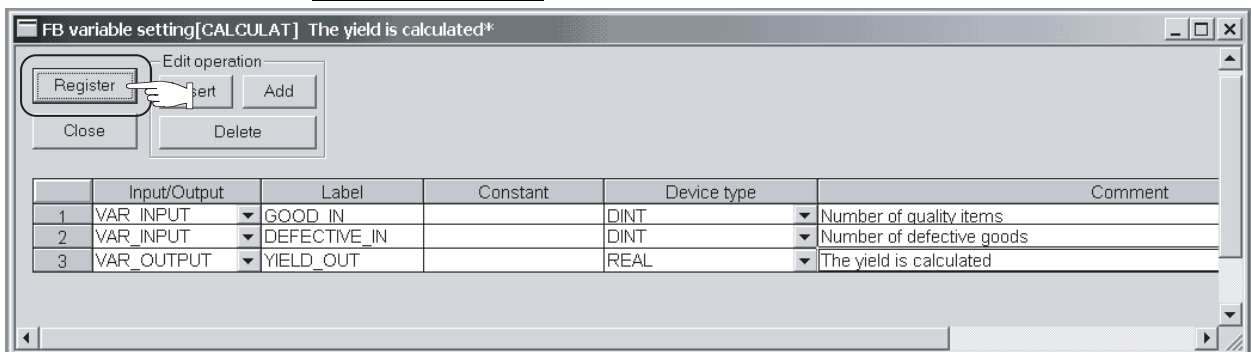 FB variable setting[CALCULAT] The yield is calculated*
Edit operation
Register
sert
Add
Close
Delete
Input/Output Label Constant Device type Comment
1 VAR_INPUT GOOD_IN DINT Number of quality items
2 VAR_INPUT DEFECTIVE_IN DINT Number of defective goods
3 VAR_OUTPUT YIELD_OUT REAL The yield is calculated